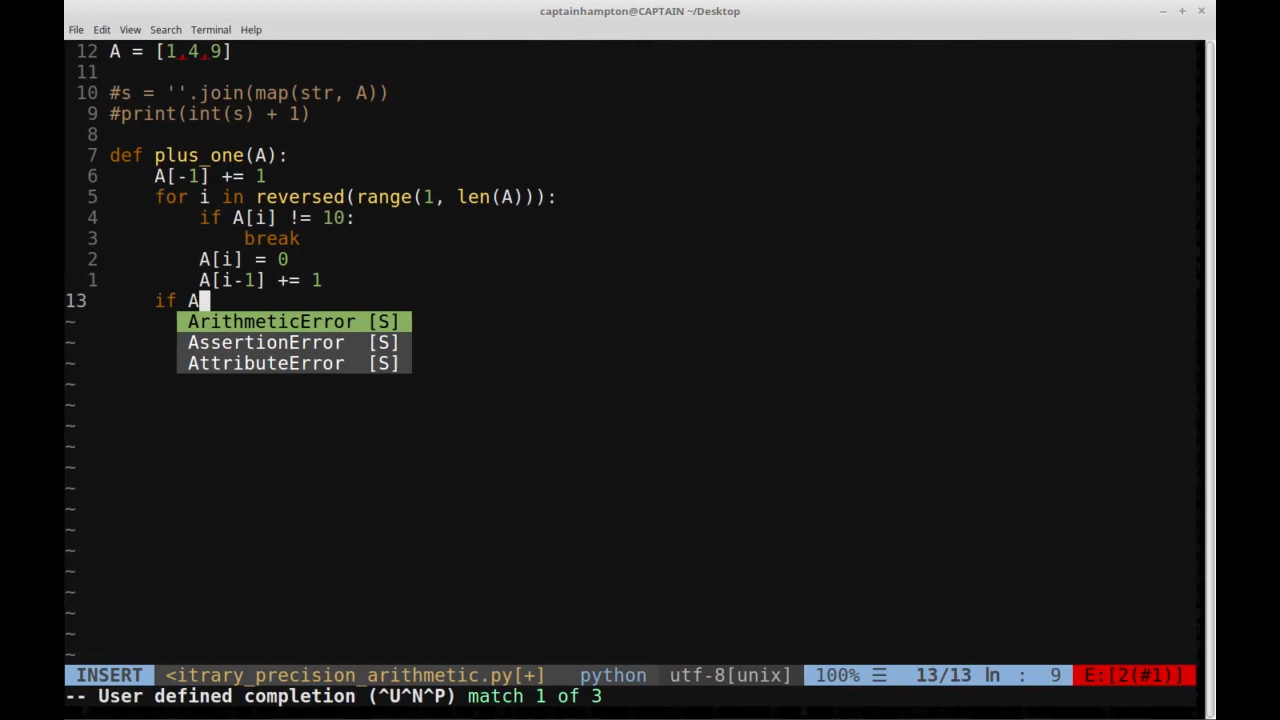 captainhampton@CAPTAIN ~/Desktop
File Edit View Search Terminal Help
12 A = [1,4,9]
11
10 #s = ''.join(map(str, A))
9 #print(int(s) + 1)
8
7 def plus_one(A):
6 A[-1] += 1
5 for i in reversed(range(1, len(A))):
4 if A[i] != 10:
3 break
2 A[i] = 0
1 A[i-1] += 1
13 if A
~ ArithmeticError [S]
~ AssertionError [S]
~ AttributeError [S]
~
~
~
~
~
~
~
~
~
~
~
~
~
~
INSERT <itrary_precision_arithmetic.py[+] python utf-8[unix] 100% ☰ 13/13 ln : 9 E:[2(#1)]
-- User defined completion (^U^N^P) match 1 of 3